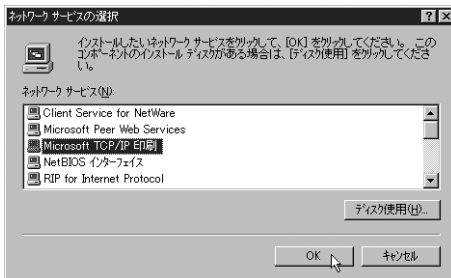 ネットワーク サービスの選択
インストールしたいネットワーク サービスをクリックして、[OK] をクリックしてください。 この
コンポーネントのインストール ディスクがある場合は、[ディスク使用] をクリックしてくださ
い。
ネットワーク サービス(N):
Client Service for NetWare
Microsoft Peer Web Services
Microsoft TCP/IP 印刷
NetBIOS インターフェイス
RIP for Internet Protocol
ディスク使用(H)...
OK
キャンセル